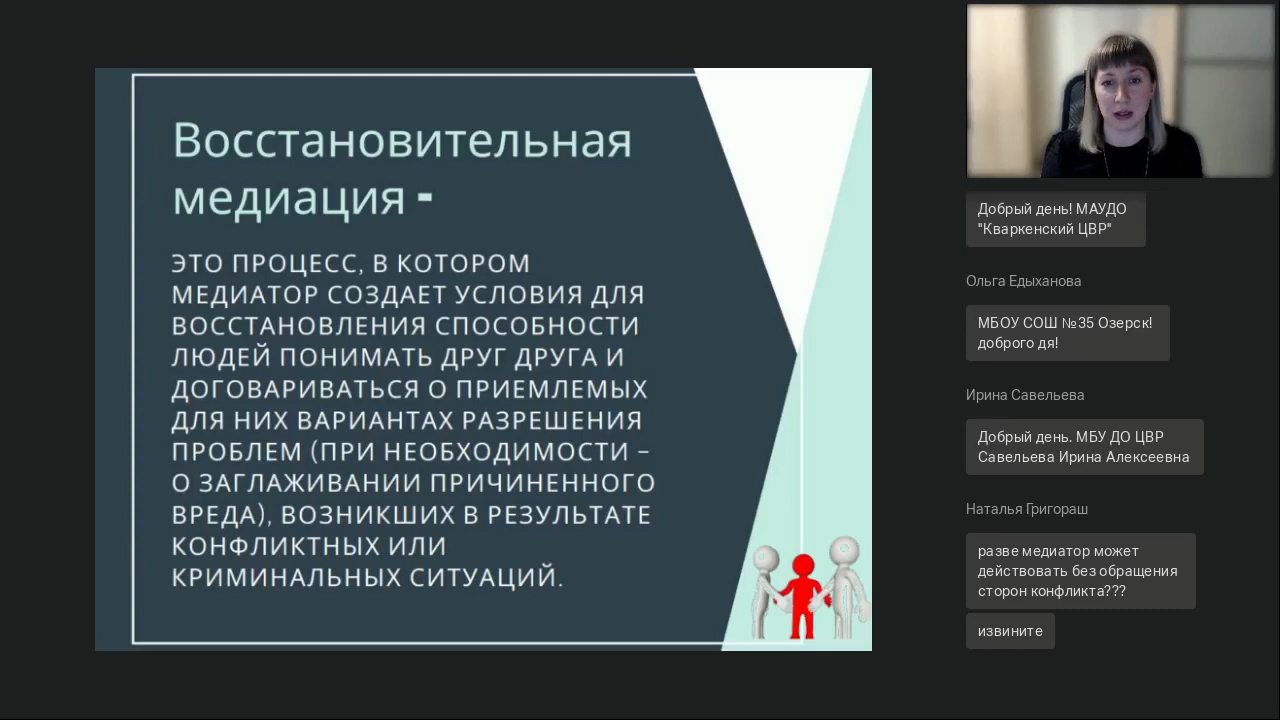 Восстановительная
медиация -
ЭТО ПРОЦЕСС, В КОТОРОМ
МЕДИАТОР СОЗДАЕТ УСЛОВИЯ ДЛЯ
ВОССТАНОВЛЕНИЯ СПОСОБНОСТИ
ЛЮДЕЙ ПОНИМАТЬ ДРУГ ДРУГА И
ДОГОВАРИВАТЬСЯ О ПРИЕМЛЕМЫХ
ДЛЯ НИХ ВАРИАНТАХ РАЗРЕШЕНИЯ
ПРОБЛЕМ (ПРИ НЕОБХОДИМОСТИ –
О ЗАГЛАЖИВАНИИ ПРИЧИНЕННОГО
ВРЕДА), ВОЗНИКШИХ В РЕЗУЛЬТАТЕ
КОНФЛИКТНЫХ ИЛИ
КРИМИНАЛЬНЫХ СИТУАЦИЙ.
Добрый день! МАУДО
"Кваркенский ЦВР"
Ольга Едыханова
МБОУ СОШ №35 Озерск!
доброго дя!
Ирина Савельева
Добрый день. МБУ ДО ЦВР
Савельева Ирина Алексеевна
Наталья Григораш
разве медиатор может
действовать без обращения
сторон конфликта???
извините